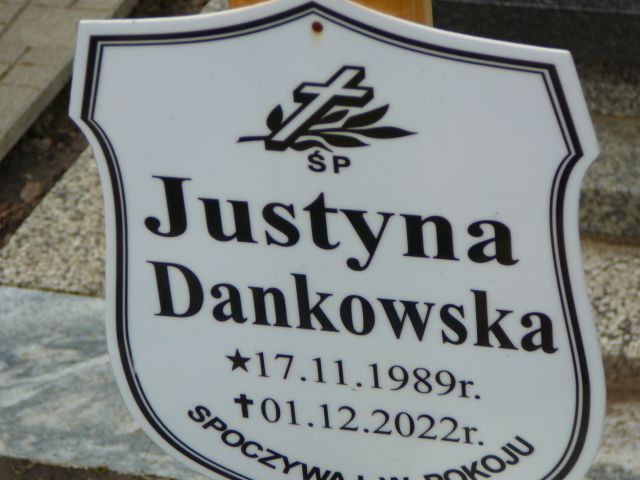 ŚP
Justyna
Dankowska
★17.11.1989r.
✝01.12.2022r.
SPOCZYWAJ W POKOJU